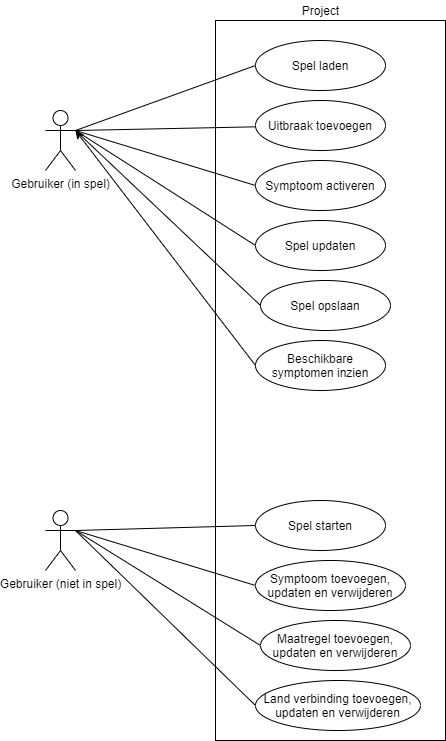 Project
Spel laden
Uitbraak toevoegen
Gebruiker (in spel)
Symptoom activeren
Spel updaten
Spel opslaan
Beschikbare
symptomen inzien
Spel starten
Gebruiker (niet in spel)
Symptoom toevoegen,
updaten en verwijderen
Maatregel toevoegen,
updaten en verwijderen
Land verbinding toevoegen,
updaten en verwijderen